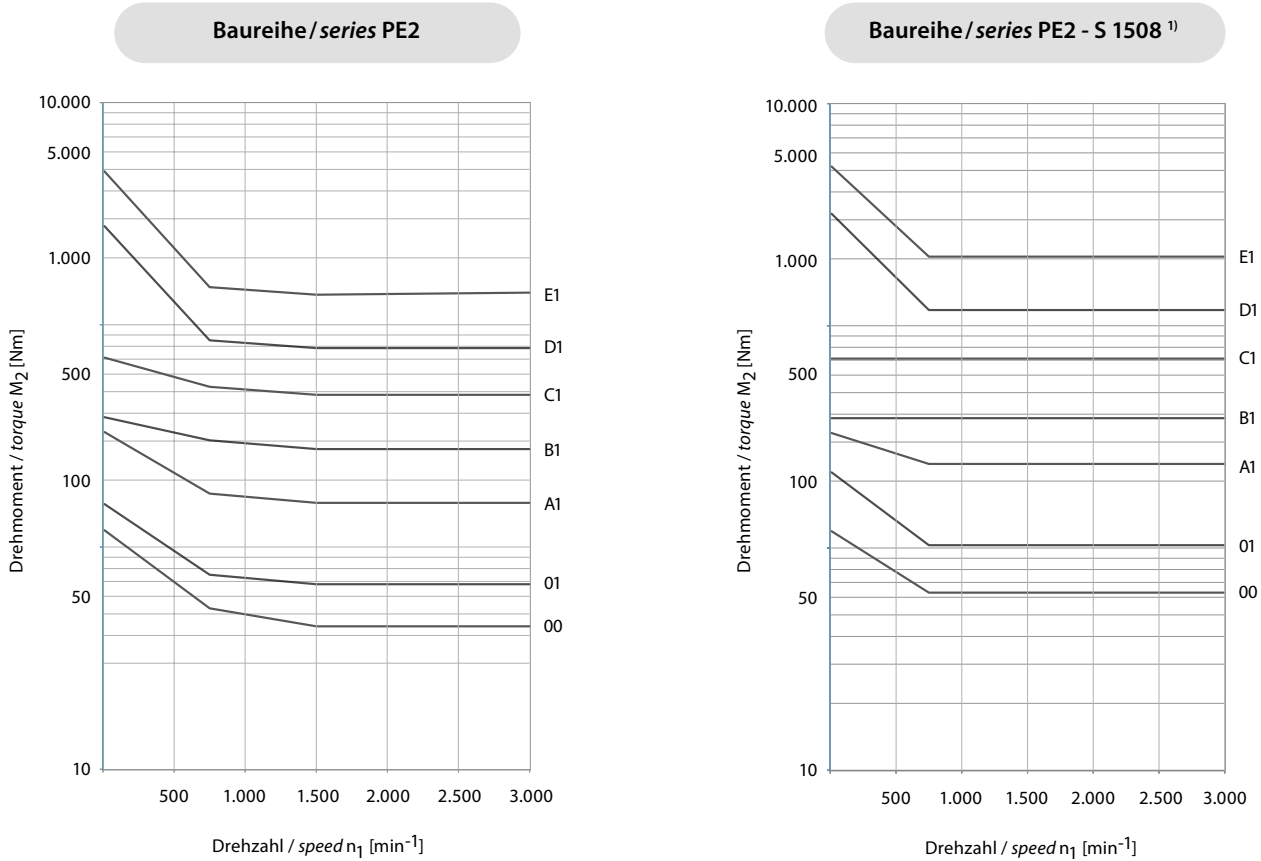 Baureihe / series PE2
10.000
5.000
1.000
500
100
50
10
Drehmoment / torque M2 [Nm]
E1
D1
C1
B1
A1
01
00
500 1.000 1.500 2.000 2.500 3.000
Drehzahl / speed n1 [min-1]
Baureihe / series PE2 - S 1508 1)
10.000
5.000
1.000
500
100
50
10
Drehmoment / torque M2 [Nm]
E1
D1
C1
B1
A1
01
00
500 1.000 1.500 2.000 2.500 3.000
Drehzahl / speed n1 [min-1]